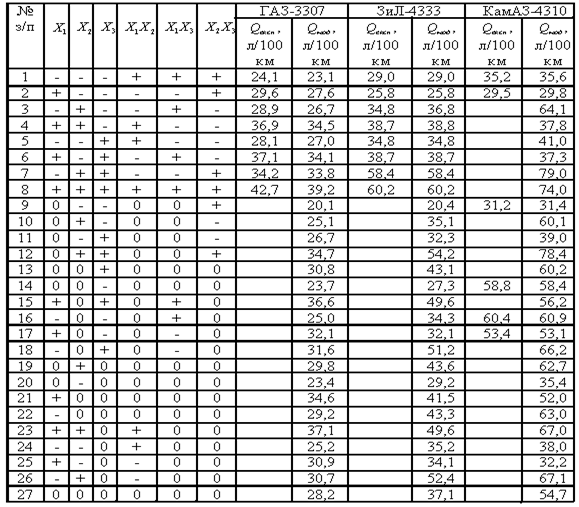 № з/п X1 X2 X3 X1X2 X1X3 X2X3 ГАЗ-3307 ЗиЛ-4333 КамАЗ-4310
Qексп, л/100 км Qмод, л/100 км Qексп, л/100 км Qмод, л/100 км Qексп, л/100 км Qмод, л/100 км
1 - - - + + + 24,1 23,1 29,0 29,0 35,2 35,6
2 + - - - - + 29,6 27,6 25,8 25,8 29,5 29,8
3 - + - - + - 28,9 26,7 34,8 36,8 64,1
4 + + - + - - 36,9 34,5 38,7 38,8 37,8
5 - - + + - - 28,1 27,0 34,8 34,8 41,0
6 + - + - + - 37,1 34,1 38,7 38,7 37,3
7 - + + - - + 34,2 33,8 58,4 58,4 79,0
8 + + + + + + 42,7 39,2 60,2 60,2 74,0
9 0 - - 0 0 + 20,1 20,4 31,2 31,4
10 0 + - 0 0 - 25,1 35,1 60,1
11 0 - + 0 0 - 26,7 32,3 39,0
12 0 + + 0 0 + 34,7 54,2 78,4
13 0 0 + 0 0 0 30,8 43,1 60,2
14 0 0 - 0 0 0 23,7 27,3 58,8 58,4
15 + 0 + 0 + 0 36,6 49,6 56,2
16 - 0 - 0 + 0 25,0 34,3 60,4 60,9
17 + 0 - 0 - 0 32,1 32,1 53,4 53,1
18 - 0 + 0 - 0 31,6 51,2 66,2
19 0 + 0 0 0 0 29,8 43,6 62,7
20 0 - 0 0 0 0 23,4 29,2 35,4
21 + 0 0 0 0 0 34,6 41,5 52,0
22 - 0 0 0 0 0 29,2 43,3 63,0
23 + + 0 + 0 0 37,1 49,6 67,0
24 - - 0 + 0 0 25,2 35,2 38,0
25 + - 0 - 0 0 30,9 34,1 32,2
26 - + 0 - 0 0 30,7 52,4 67,1
27 0 0 0 0 0 0 28,2 37,1 54,7